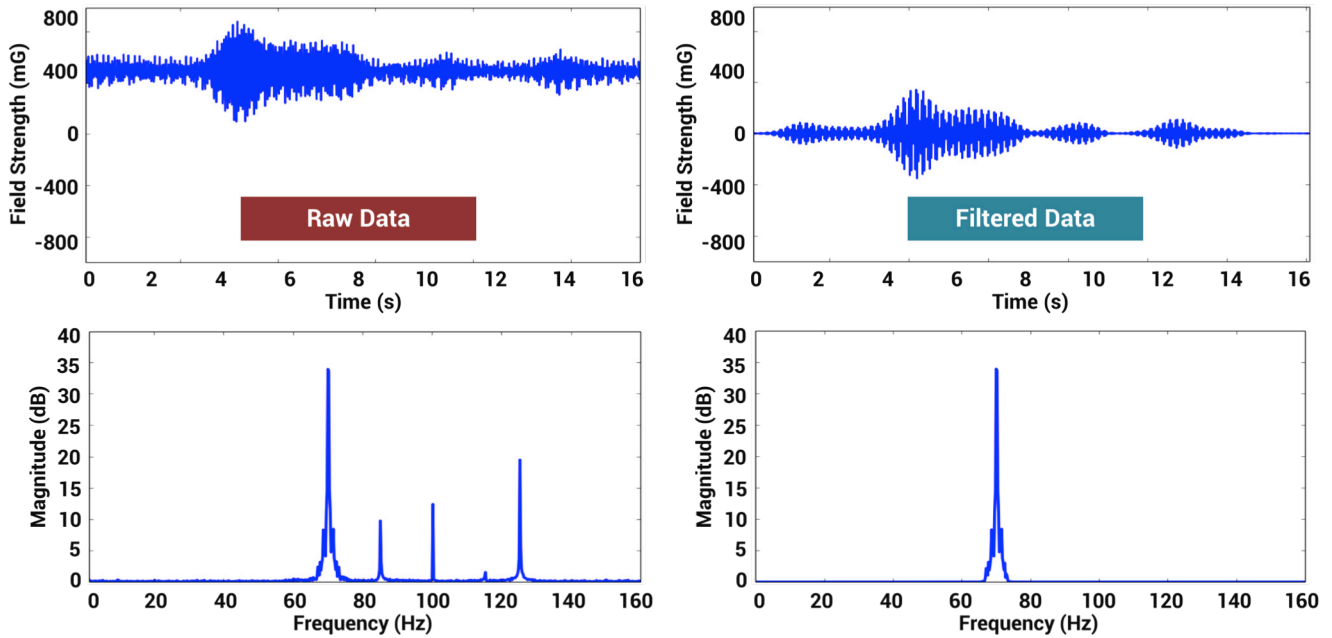 800
400
0
-400
-800
Field Strength (mG)
Raw Data
0 2 4 6 8 10 12 14 16
Time (s)
800
400
0
-400
-800
Field Strength (mG)
Filtered Data
0 2 4 6 8 10 12 14 16
Time (s)
40
35
30
25
20
15
10
5
0
Magnitude (dB)
0 20 40 60 80 100 120 140 160
Frequency (Hz)
40
35
30
25
20
15
10
5
0
Magnitude (dB)
0 20 40 60 80 100 120 140 160
Frequency (Hz)